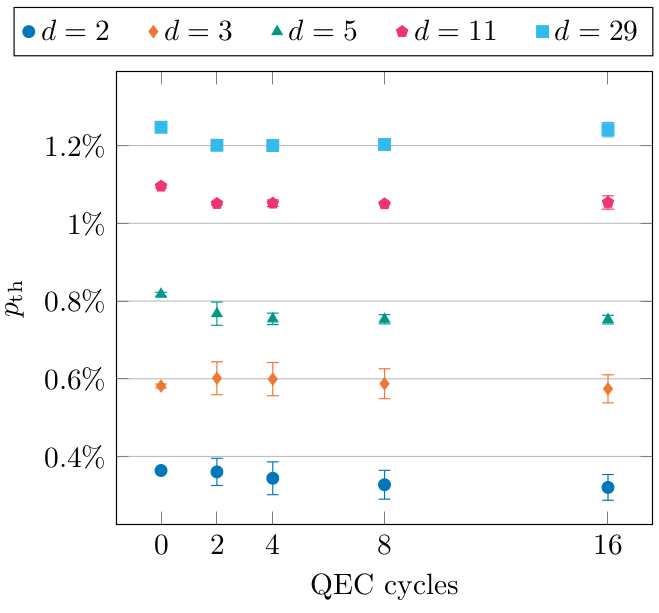 d = 2 d = 3 d = 5 d = 11 d = 29
1.2%
1%
0.8%
0.6%
0.4%
p_th
0 2 4 8 16
QEC cycles